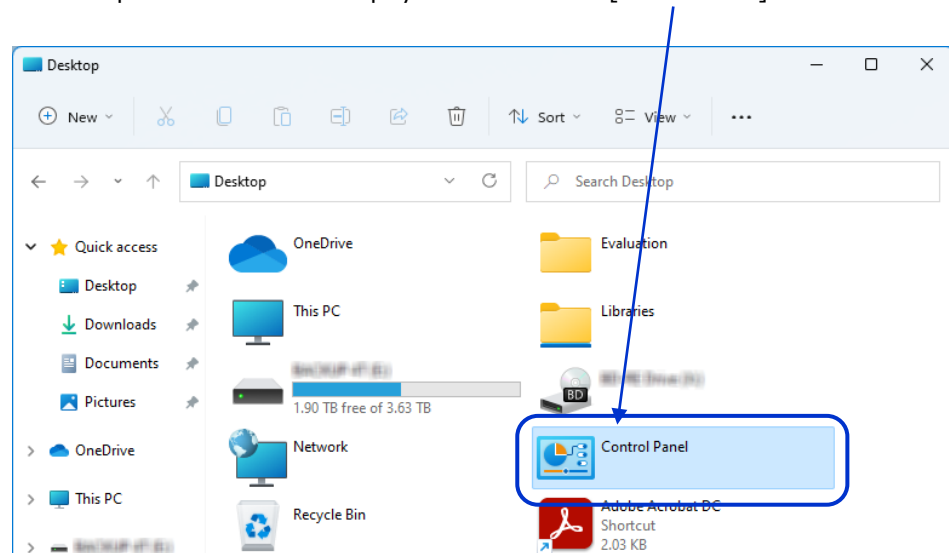 Desktop
New
Sort
View
Desktop
Search Desktop
Quick access
Desktop
Downloads
Documents
Pictures
OneDrive
This PC
OneDrive
Evaluation
This PC
Libraries
1.90 TB free of 3.63 TB
BD
Network
Control Panel
Recycle Bin
Adobe Acrobat DC
Shortcut
2.03 KB